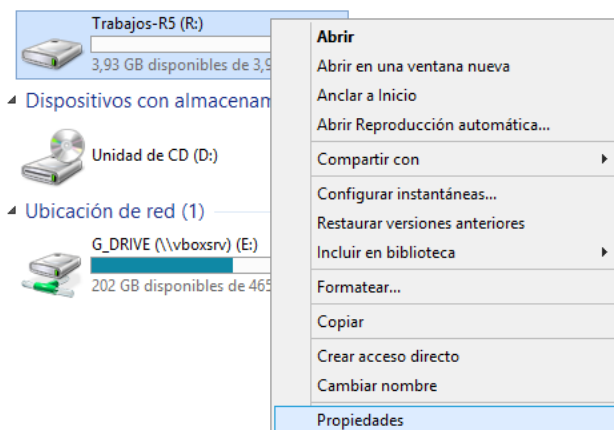 Trabajos-R5 (R:)
3,93 GB disponibles de 3,9
Dispositivos con almacenam
Unidad de CD (D:)
Ubicación de red (1)
G_DRIVE (\\vboxsrv) (E:)
202 GB disponibles de 465
Abrir
Abrir en una ventana nueva
Anclar a Inicio
Abrir Reproducción automática...
Compartir con
Configurar instantáneas...
Restaurar versiones anteriores
Incluir en biblioteca
Formatear...
Copiar
Crear acceso directo
Cambiar nombre
Propiedades